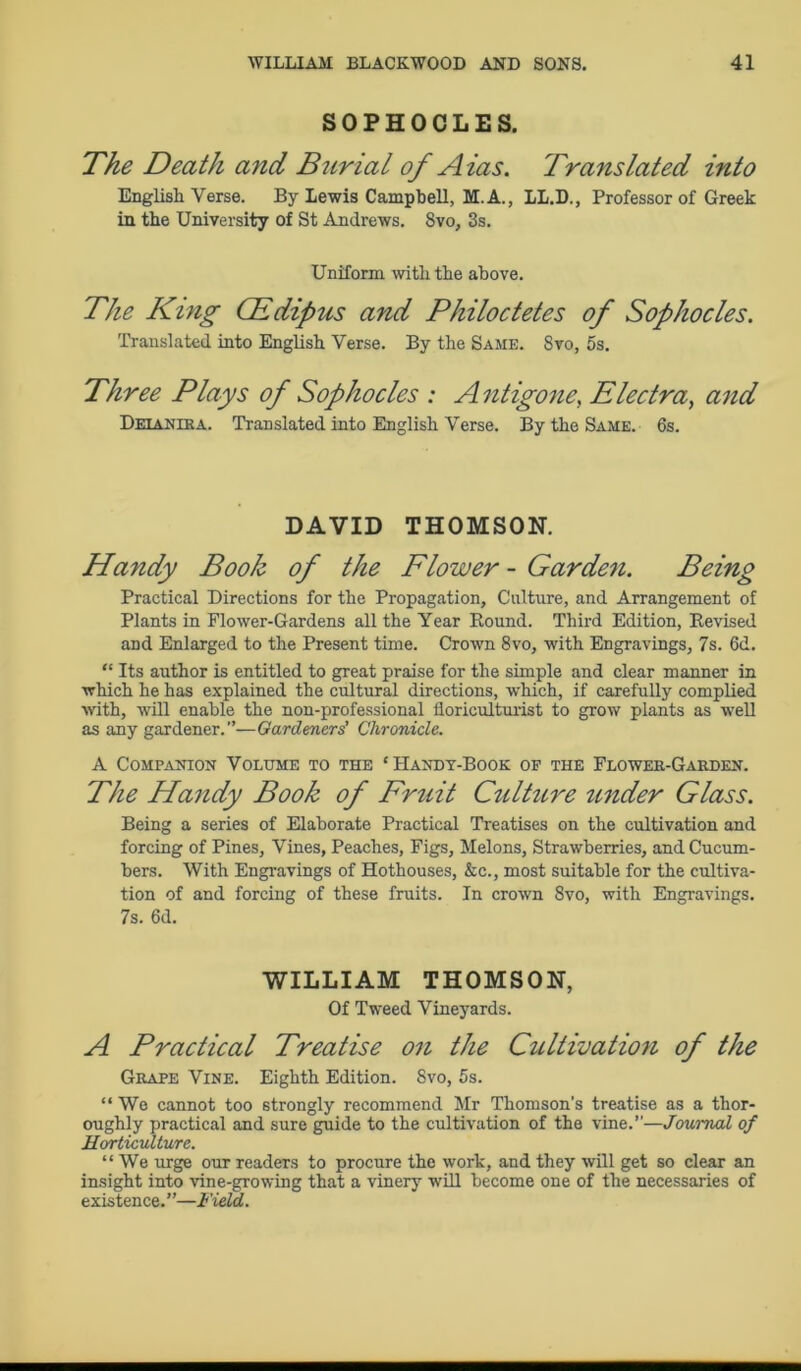 WILLIAM BLACKWOOD AND SONS. 41
SOPHOCLES.
The Death and Burial of Aias. Translated into
English Verse. By Lewis Campbell, M.A., LL.D., Professor of Greek
in the University of St Andrews. 8vo, 3s.
Uniform with the above.
The King Œdipus and Philoctetes of Sophocles.
Translated into English Verse. By the SAME. 8vo, 5s.
Three Plays of Sophocles : Antigone, Electra, and
DEIANIRA. Translated into English Verse. By the SAME. 6s.
DAVID THOMSON.
Handy Book of the Flower - Garden. Being
Practical Directions for the Propagation, Culture, and Arrangement of
Plants in Flower-Gardens all the Year Round. Third Edition, Revised
and Enlarged to the Present time. Crown 8vo, with Engravings, 7s. 6d.
“ Its author is entitled to great praise for the simple and clear manner in
which he has explained the cultural directions, which, if carefully complied
with, will enable the non-professional floriculturist to grow plants as well
as any gardener.”—Gardeners’ Chronicle.
A COMPANION VOLUME TO THE ‘ HANDY-BOOK OF THE FLOWER-GARDEN.
The Handy Book of Fruit Culture under Glass.
Being a series of Elaborate Practical Treatises on the cultivation and
forcing of Pines, Vines, Peaches, Figs, Melons, Strawberries, and Cucum-
bers. With Engravings of Hothouses, &c., most suitable for the cultiva-
tion of and forcing of these fruits. In crown 8vo, with Engravings.
7s. 6d.
WILLIAM THOMSON,
Of Tweed Vineyards.
A Practical Treatise on the Cultivation of the
GRAPE VINE. Eighth Edition. 8vo, 5s.
“ We cannot too strongly recommend Mr Thomson’s treatise as a thor-
oughly practical and sure guide to the cultivation of the vine.”—Journal of
Horticulture.
“ We urge our readers to procure the work, and they will get so clear an
insight into vine-growing that a vinery will become one of the necessaries of
existence.”—Field.